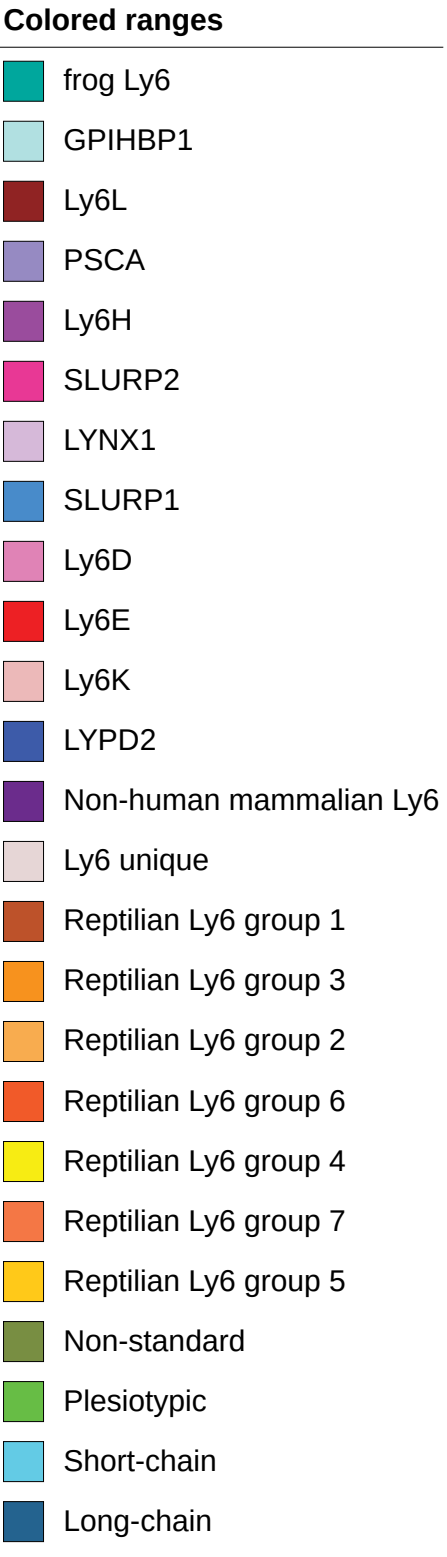 Colored ranges
frog Ly6
GPIHBP1
Ly6L
PSCA
Ly6H
SLURP2
LYNX1
SLURP1
Ly6D
Ly6E
Ly6K
LYPD2
Non-human mammalian Ly6
Ly6 unique
Reptilian Ly6 group 1
Reptilian Ly6 group 3
Reptilian Ly6 group 2
Reptilian Ly6 group 6
Reptilian Ly6 group 4
Reptilian Ly6 group 7
Reptilian Ly6 group 5
Non-standard
Plesiotypic
Short-chain
Long-chain